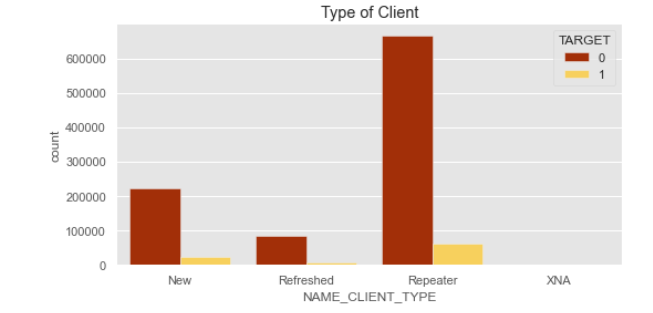 Type of Client
TARGET
0
1
600000
500000
400000
300000
200000
100000
0
count
New Refreshed Repeater XNA
NAME_CLIENT_TYPE